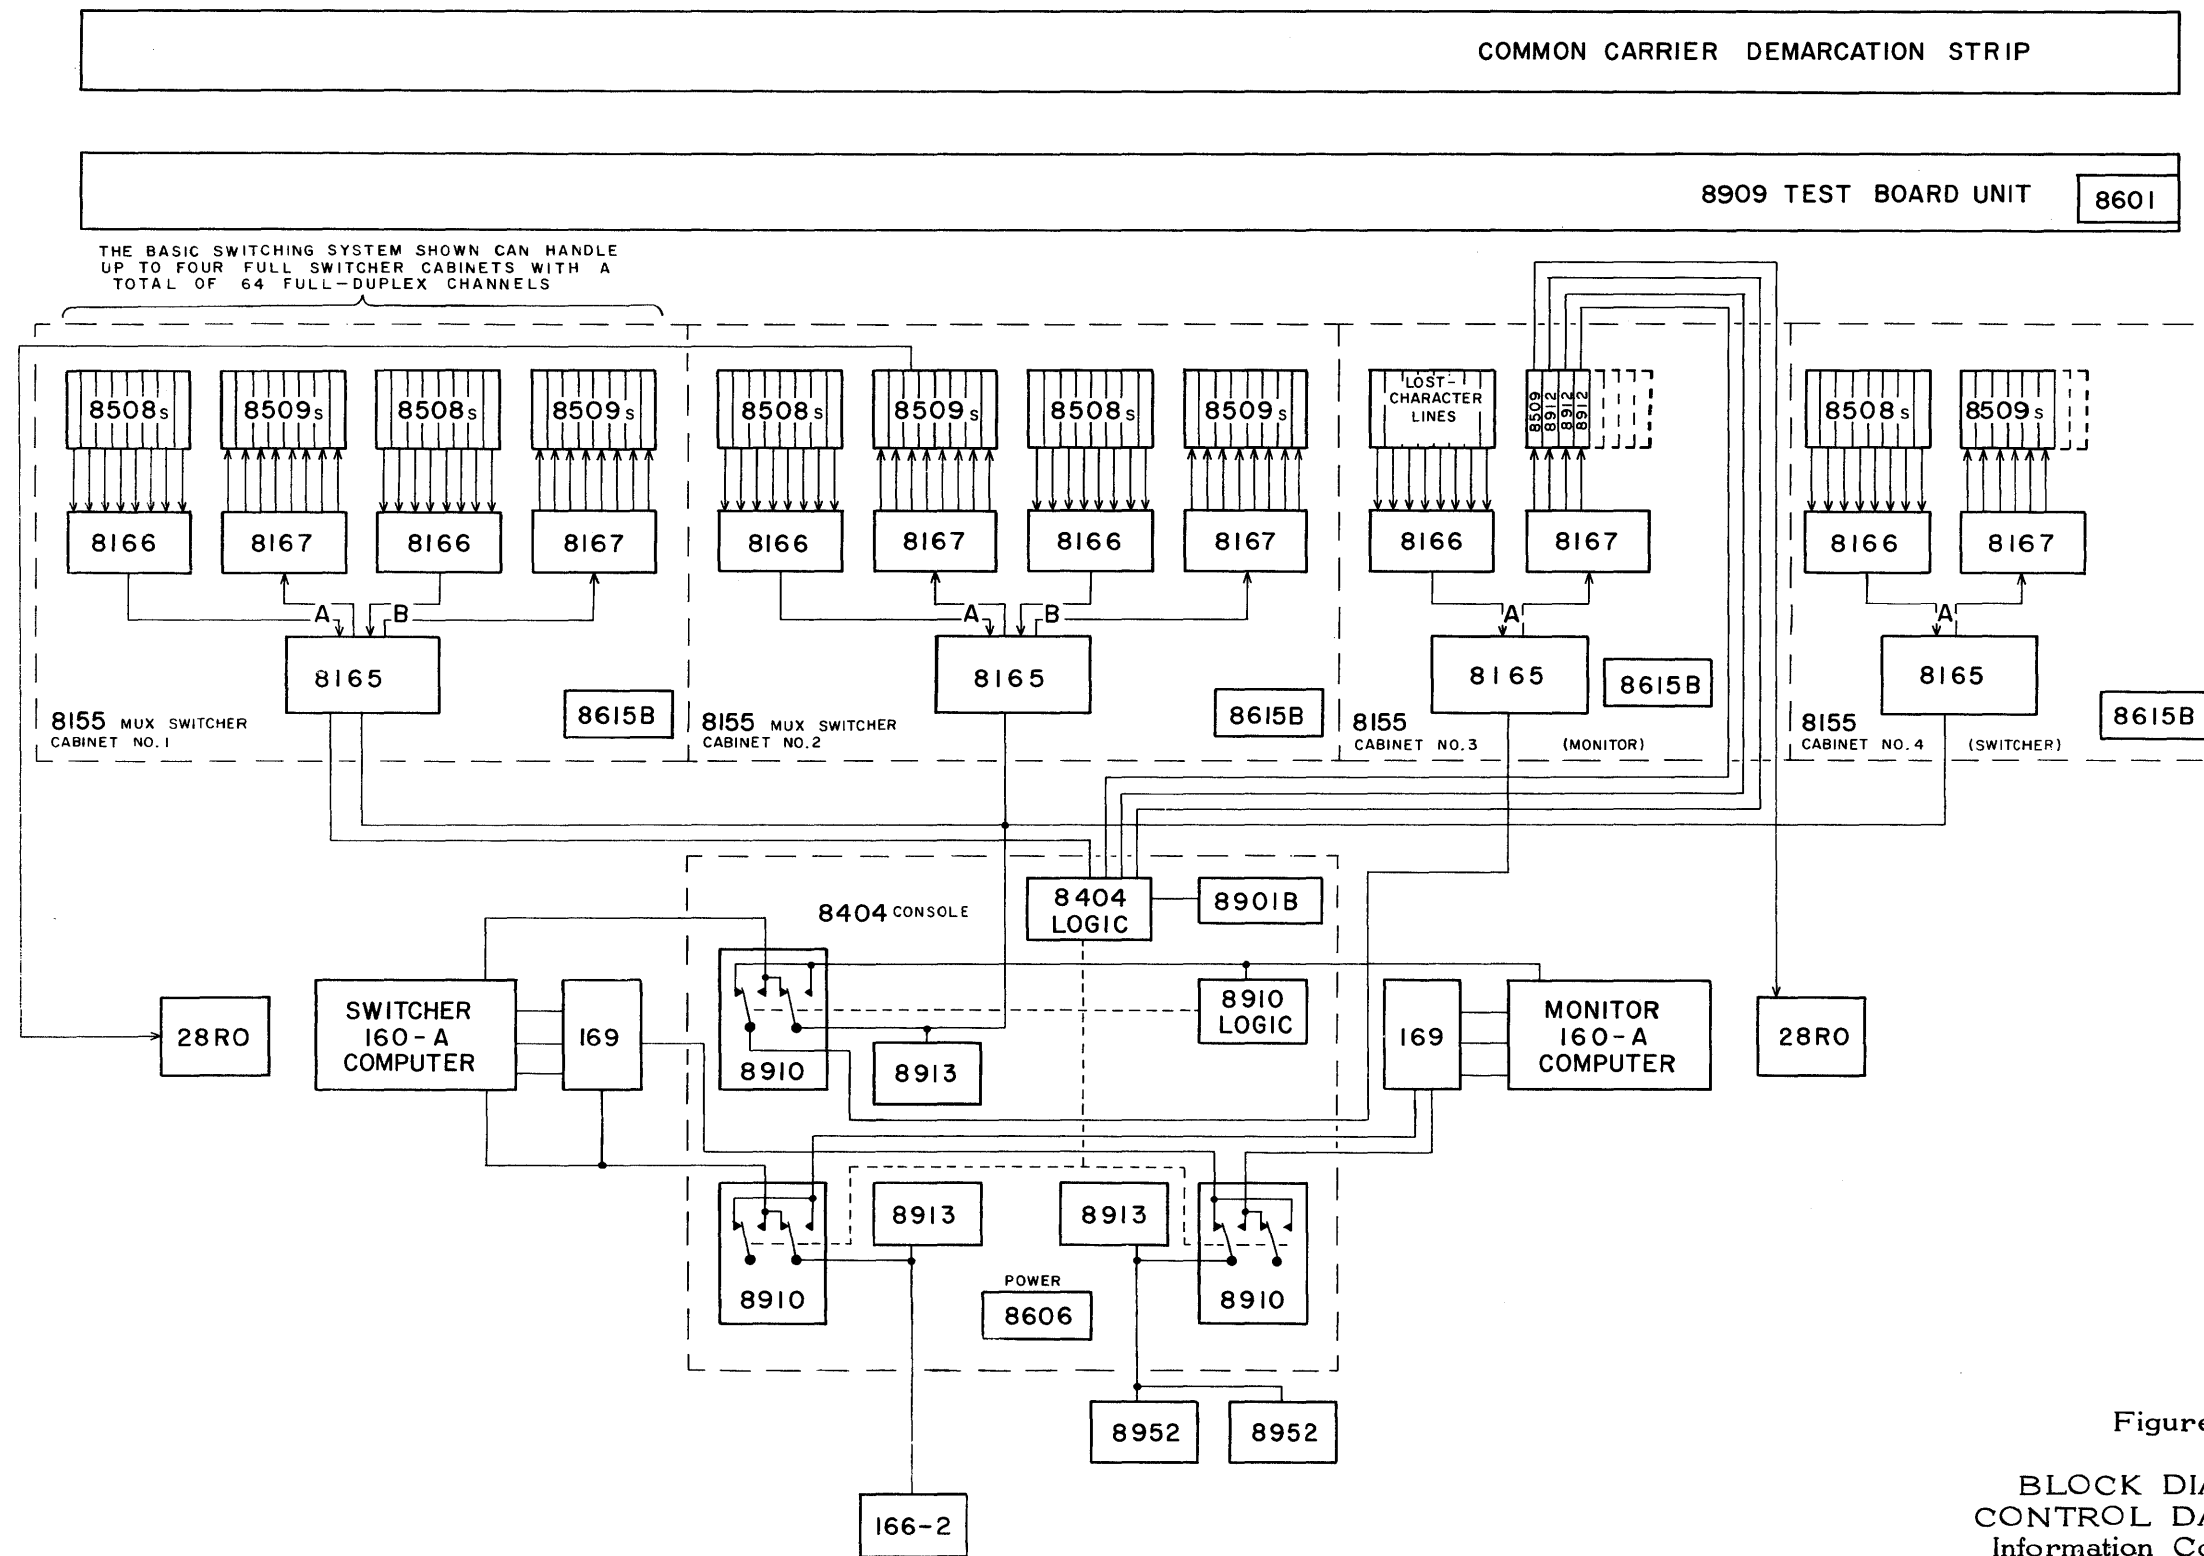 COMMON CARRIER DEMARCATION STRIP
8909 TEST BOARD UNIT
8601
THE BASIC SWITCHING SYSTEM SHOWN CAN HANDLE
UP TO FOUR FULL SWITCHER CABINETS WITH A
TOTAL OF 64 FULL-DUPLEX CHANNELS
8508s
8509s
8508s
8509s
8166
8167
8166
8167
A
B
8165
8615B
8155 MUX SWITCHER
CABINET NO. 1
8508s
8509s
8508s
8509s
8166
8167
8166
8167
A
B
8165
8615B
8155 MUX SWITCHER
CABINET NO. 2
LOST-
CHARACTER
LINES
8509
8912
8912
8912
8166
8167
A
8165
8615B
8155
CABINET NO. 3 (MONITOR)
8508s
8509s
8166
8167
A
8165
8615B
8155
CABINET NO. 4 (SWITCHER)
8404 CONSOLE
8404
LOGIC
8901B
28RO
SWITCHER
160-A
COMPUTER
169
8910
8913
8910
LOGIC
169
MONITOR
160-A
COMPUTER
28RO
8910
8913
8913
8910
POWER
8606
8952
8952
166-2
Figure
BLOCK DIA
CONTROL DA
Information Co